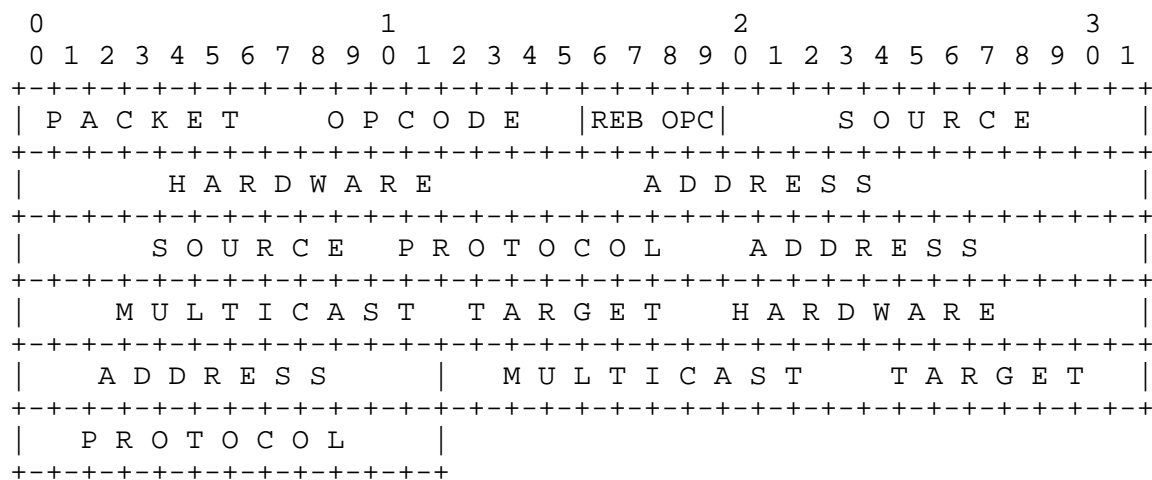 0                   1                   2                   3
 0 1 2 3 4 5 6 7 8 9 0 1 2 3 4 5 6 7 8 9 0 1 2 3 4 5 6 7 8 9 0 1
+-+-+-+-+-+-+-+-+-+-+-+-+-+-+-+-+-+-+-+-+-+-+-+-+-+-+-+-+-+-+-+-+
| P A C K E T     O P C O D E   |REB OPC|      S O U R C E      |
+-+-+-+-+-+-+-+-+-+-+-+-+-+-+-+-+-+-+-+-+-+-+-+-+-+-+-+-+-+-+-+-+
|        H A R D W A R E            A D D R E S S               |
+-+-+-+-+-+-+-+-+-+-+-+-+-+-+-+-+-+-+-+-+-+-+-+-+-+-+-+-+-+-+-+-+
|       S O U R C E   P R O T O C O L     A D D R E S S         |
+-+-+-+-+-+-+-+-+-+-+-+-+-+-+-+-+-+-+-+-+-+-+-+-+-+-+-+-+-+-+-+-+
|     M U L T I C A S T   T A R G E T    H A R D W A R E        |
+-+-+-+-+-+-+-+-+-+-+-+-+-+-+-+-+-+-+-+-+-+-+-+-+-+-+-+-+-+-+-+-+
|    A D D R E S S      |   M U L T I C A S T     T A R G E T   |
+-+-+-+-+-+-+-+-+-+-+-+-+-+-+-+-+-+-+-+-+-+-+-+-+-+-+-+-+-+-+-+-+
|   P R O T O C O L     |
+-+-+-+-+-+-+-+-+-+-+-+-+